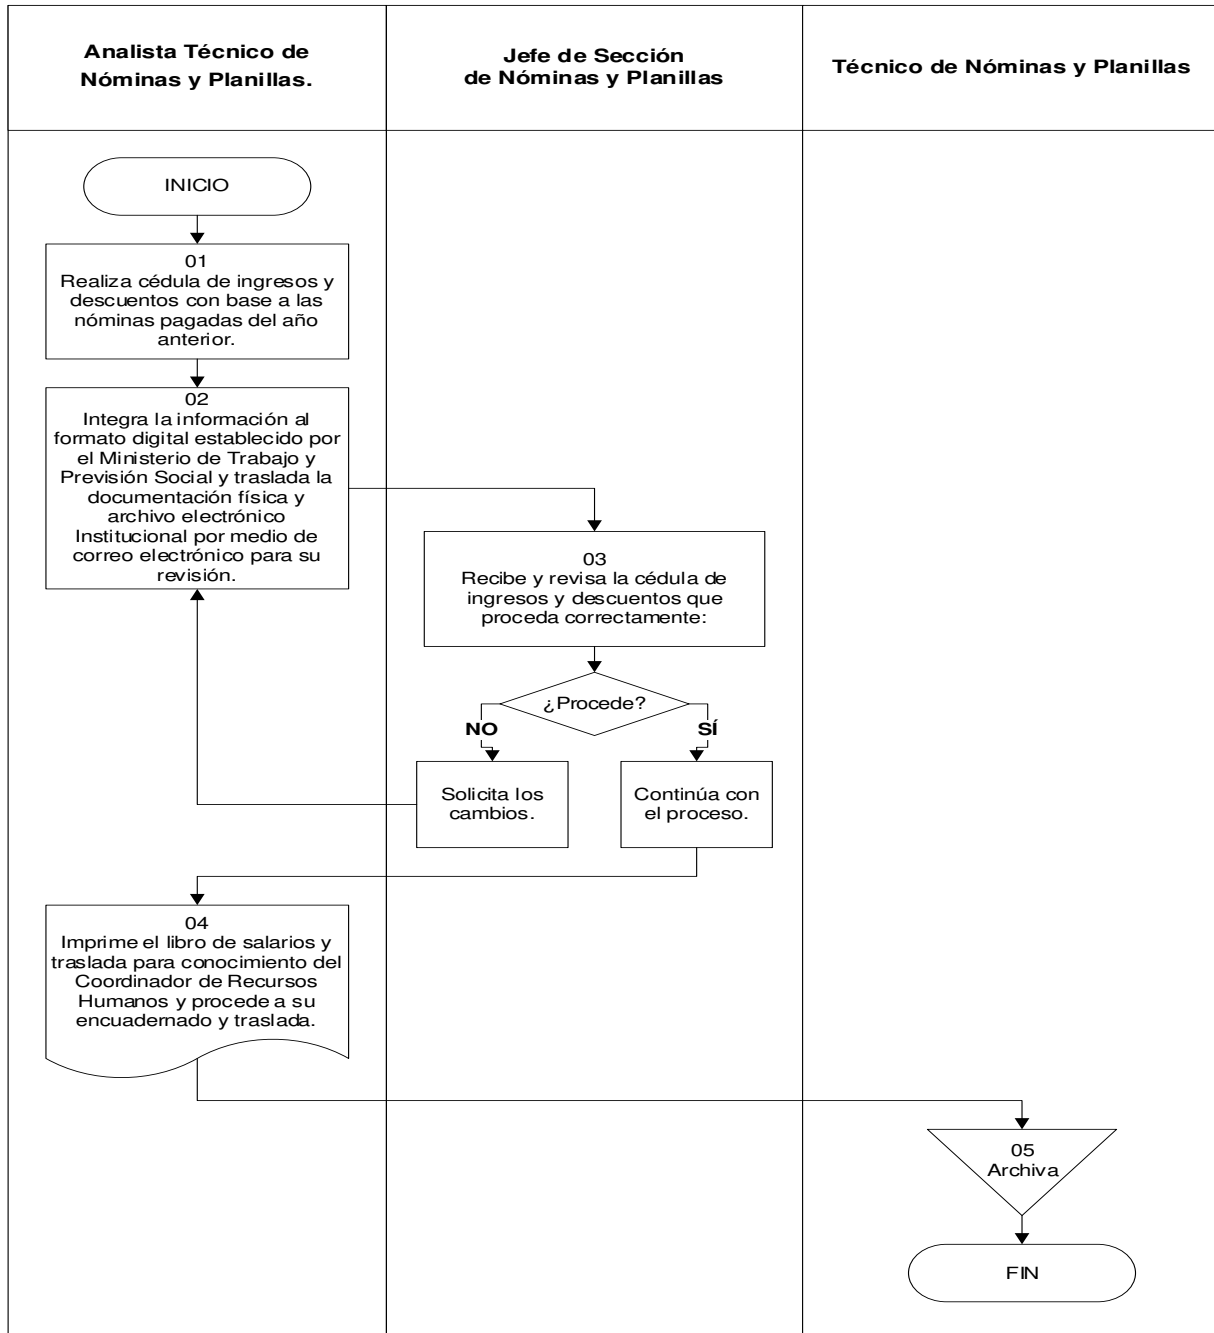 Analista Técnico de
Nóminas y Planillas.
Jefe de Sección
de Nóminas y Planillas
Técnico de Nóminas y Planillas
INICIO
01
Realiza cédula de ingresos y
descuentos con base a las
nóminas pagadas del año
anterior.
02
Integra la información al
formato digital establecido por
el Ministerio de Trabajo y
Previsión Social y traslada la
documentación física y
archivo electrónico
Institucional por medio de
correo electrónico para su
revisión.
03
Recibe y revisa la cédula de
ingresos y descuentos que
proceda correctamente:
¿Procede?
NO
SÍ
Solicita los
cambios.
Continúa con
el proceso.
04
Imprime el libro de salarios y
traslada para conocimiento del
Coordinador de Recursos
Humanos y procede a su
encuadernado y traslada.
05
Archiva
FIN